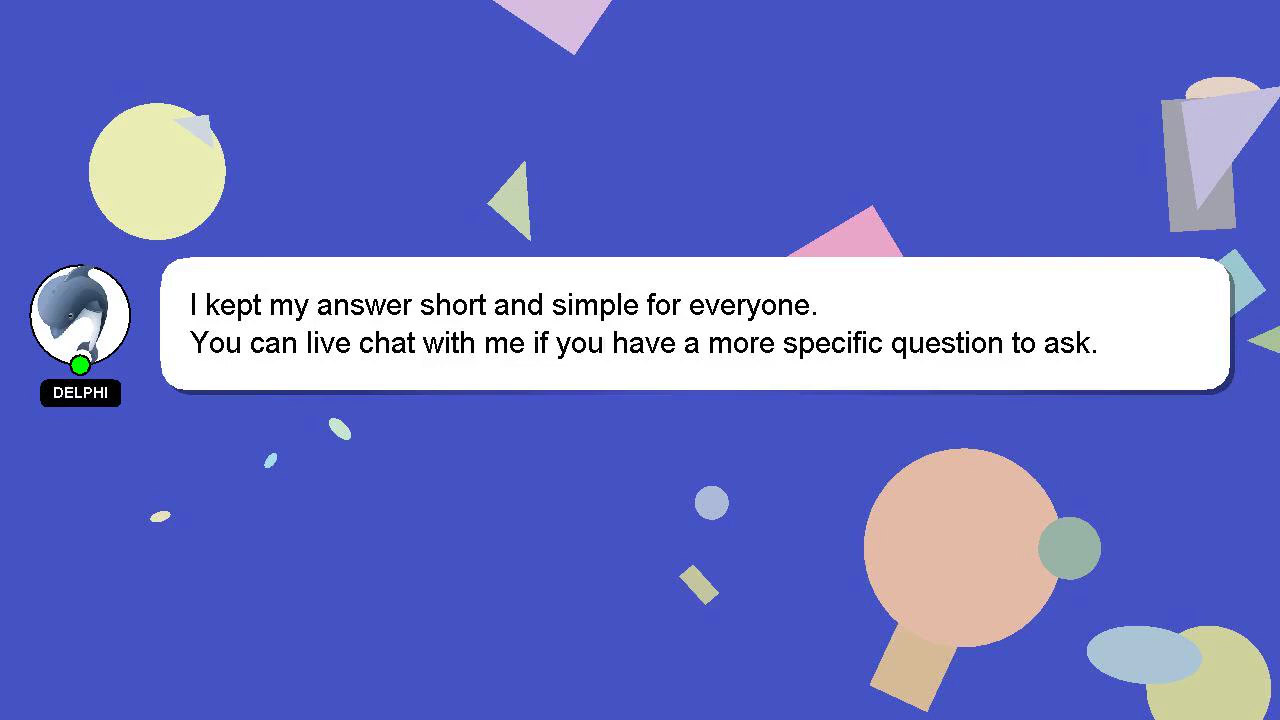 I kept my answer short and simple for everyone.
You can live chat with me if you have a more specific question to ask.
DELPHI